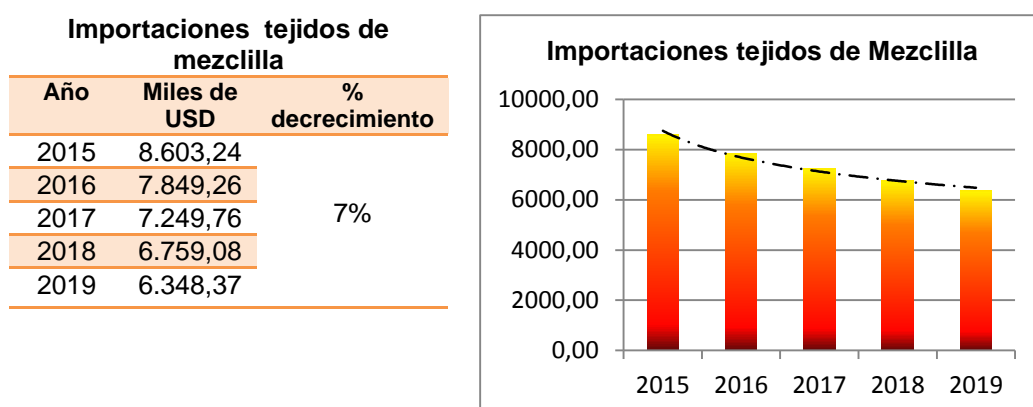 Importaciones tejidos de
mezclilla
Año Miles de USD % decrecimiento
2015 8.603,24
2016 7.849,26
2017 7.249,76
7%
2018 6.759,08
2019 6.348,37
Importaciones tejidos de Mezclilla
10000,00
8000,00
6000,00
4000,00
2000,00
0,00
2015 2016 2017 2018 2019